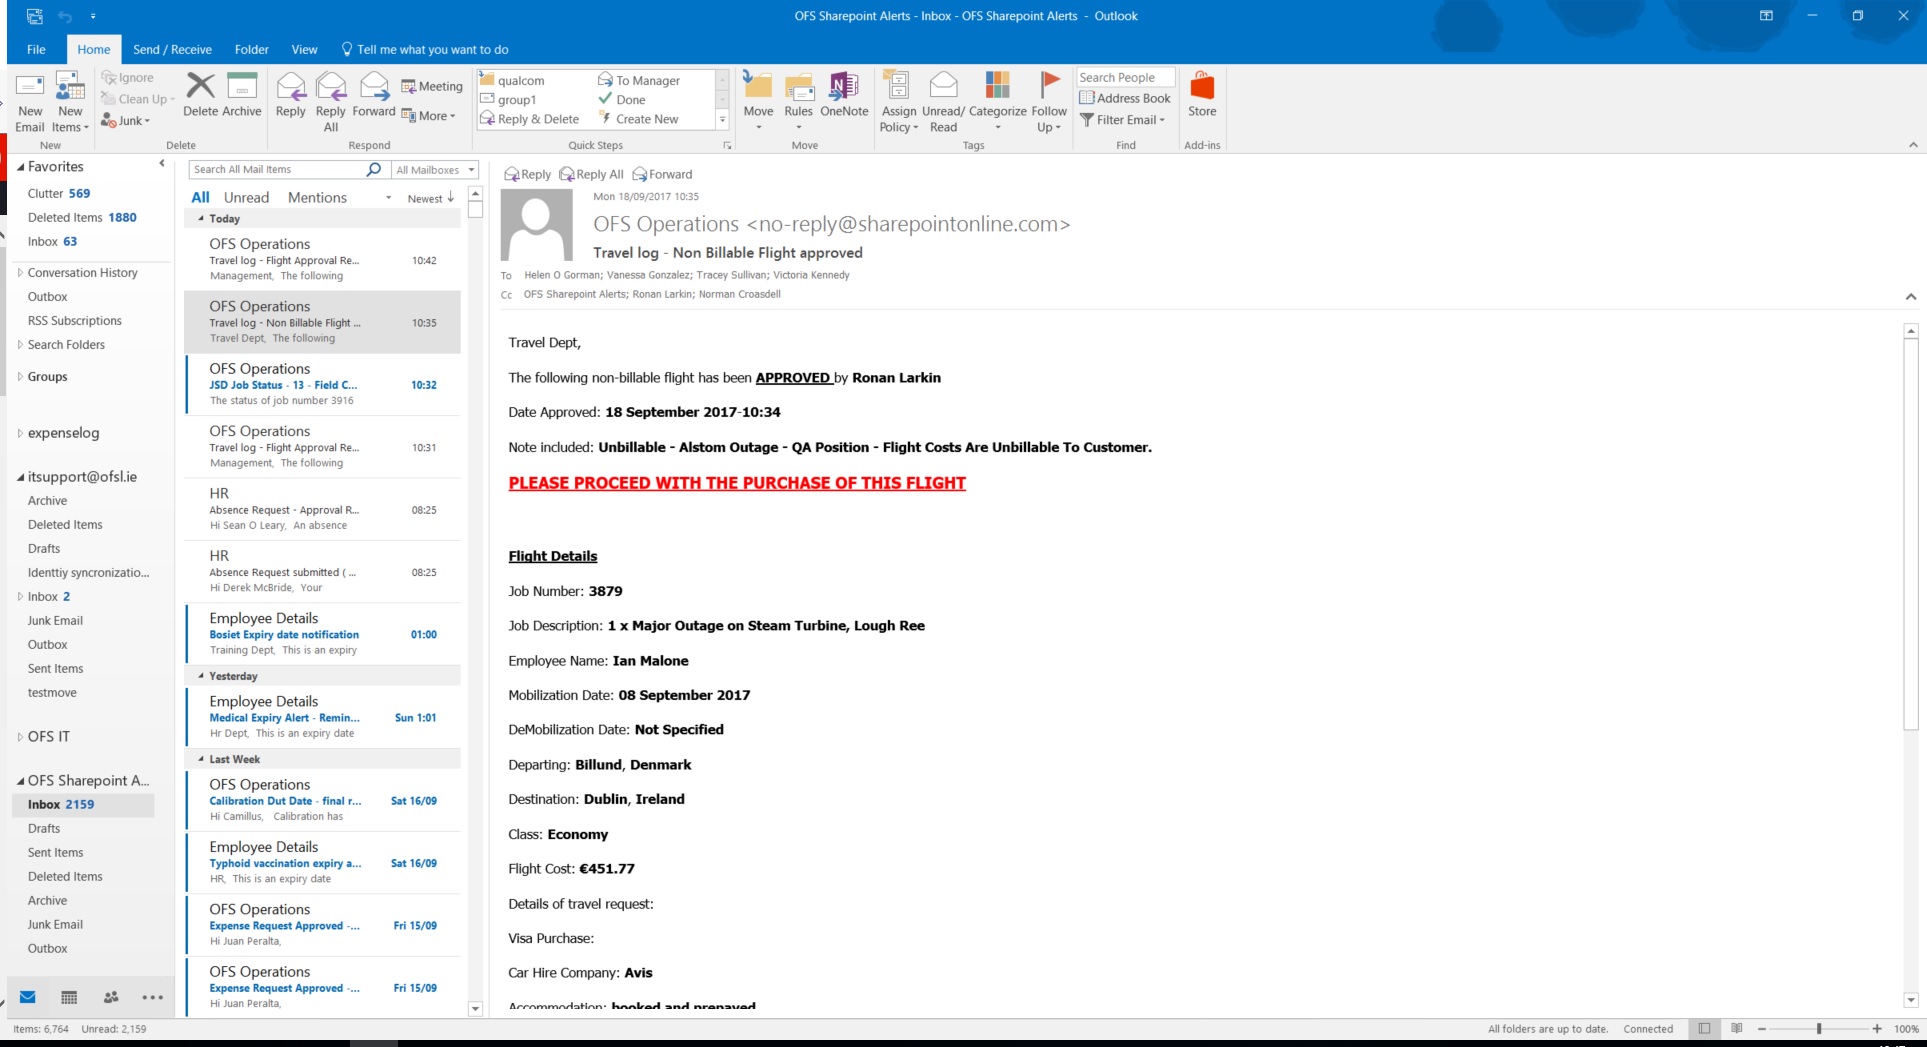 OFS Sharepoint Alerts - Inbox - OFS Sharepoint Alerts - Outlook
File Home Send / Receive Folder View Tell me what you want to do
New Email
New Items
Ignore
Clean Up
Junk
Delete Archive
Reply
Reply All
Forward
Meeting
More
qualcom
group1
Reply & Delete
To Manager
Done
Create New
Move
Rules
OneNote
Assign Policy
Unread/ Read
Categorize
Follow Up
Search People
Address Book
Filter Email
Store
New Delete Respond Quick Steps Move Tags Find Add-ins
Favorites
Clutter 569
Deleted Items 1880
Inbox 63
Conversation History
Outbox
RSS Subscriptions
Search Folders
Groups
expenselog
itsupport@ofsl.ie
Archive
Deleted Items
Drafts
Identtiy syncronizatio...
Inbox 2
Junk Email
Outbox
Sent Items
testmove
OFS IT
OFS Sharepoint A...
Inbox 2159
Drafts
Sent Items
Deleted Items
Archive
Junk Email
Outbox
Search All Mail Items All Mailboxes
All Unread Mentions Newest
Today
OFS Operations
Travel log - Flight Approval Re... 10:42
Management, The following
OFS Operations
Travel log - Non Billable Flight ... 10:35
Travel Dept, The following
OFS Operations
JSD Job Status - 13 - Field C... 10:32
The status of job number 3916
OFS Operations
Travel log - Flight Approval Re... 10:31
Management, The following
HR
Absence Request - Approval R... 08:25
Hi Sean O Leary, An absence
HR
Absence Request submitted ( ... 08:25
Hi Derek McBride, Your
Employee Details
Bosiet Expiry date notification 01:00
Training Dept, This is an expiry
Yesterday
Employee Details
Medical Expiry Alert - Remin... Sun 1:01
Hr Dept, This is an expiry date
Last Week
OFS Operations
Calibration Dut Date - final r... Sat 16/09
Hi Camillus, Calibration has
Employee Details
Typhoid vaccination expiry a... Sat 16/09
HR, This is an expiry date
OFS Operations
Expense Request Approved -... Fri 15/09
Hi Juan Peralta,
OFS Operations
Expense Request Approved -... Fri 15/09
Hi Juan Peralta,
Reply Reply All Forward
Mon 18/09/2017 10:35
OFS Operations <no-reply@sharepointonline.com>
Travel log - Non Billable Flight approved
To Helen O Gorman; Vanessa Gonzalez; Tracey Sullivan; Victoria Kennedy
Cc OFS Sharepoint Alerts; Ronan Larkin; Norman Croasdell
Travel Dept,
The following non-billable flight has been APPROVED by Ronan Larkin
Date Approved: 18 September 2017-10:34
Note included: Unbillable - Alstom Outage - QA Position - Flight Costs Are Unbillable To Customer.
PLEASE PROCEED WITH THE PURCHASE OF THIS FLIGHT
Flight Details
Job Number: 3879
Job Description: 1 x Major Outage on Steam Turbine, Lough Ree
Employee Name: Ian Malone
Mobilization Date: 08 September 2017
DeMobilization Date: Not Specified
Departing: Billund, Denmark
Destination: Dublin, Ireland
Class: Economy
Flight Cost: €451.77
Details of travel request:
Visa Purchase:
Car Hire Company: Avis
Accommodation: booked and prepayed
Items: 6,764 Unread: 2,159
All folders are up to date. Connected 100%